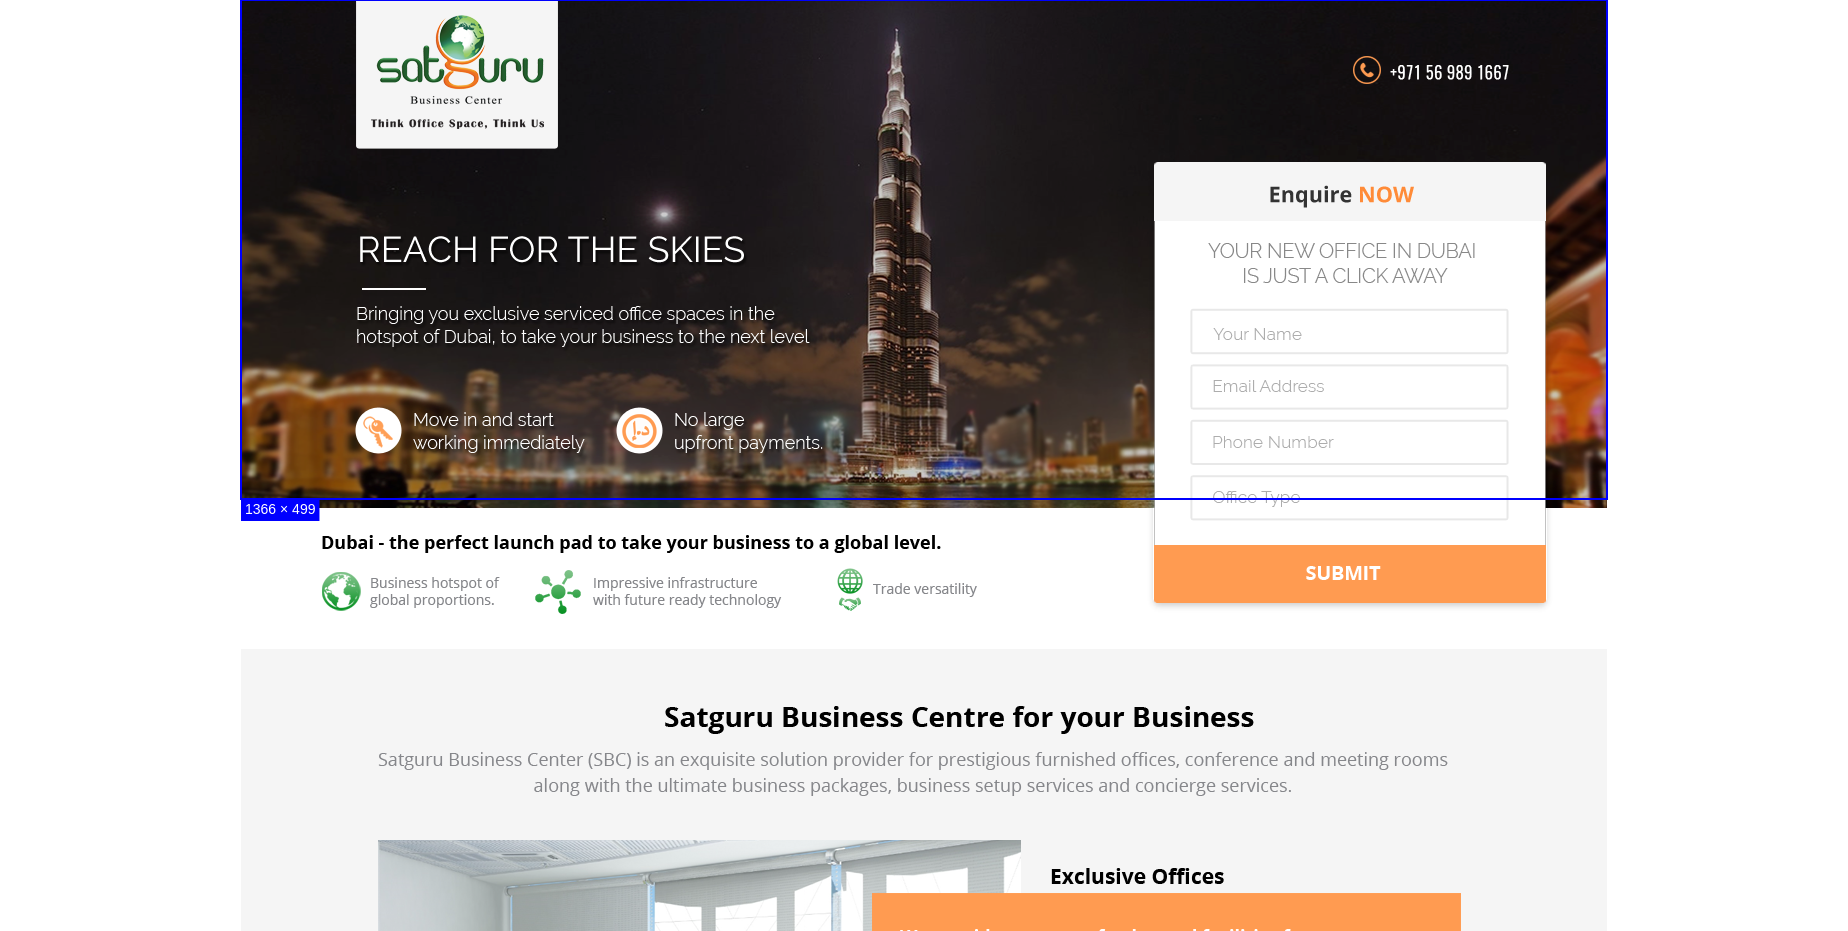 satguru
Business Center
Think Office Space, Think Us
+971 56 989 1667
REACH FOR THE SKIES
Bringing you exclusive serviced office spaces in the
hotspot of Dubai, to take your business to the next level
Move in and start
working immediately
No large
upfront payments.
Enquire NOW
YOUR NEW OFFICE IN DUBAI
IS JUST A CLICK AWAY
Your Name
Email Address
Phone Number
Office Type
SUBMIT
1366 × 499
Dubai - the perfect launch pad to take your business to a global level.
Business hotspot of
global proportions.
Impressive infrastructure
with future ready technology
Trade versatility
Satguru Business Centre for your Business
Satguru Business Center (SBC) is an exquisite solution provider for prestigious furnished offices, conference and meeting rooms
along with the ultimate business packages, business setup services and concierge services.
Exclusive Offices